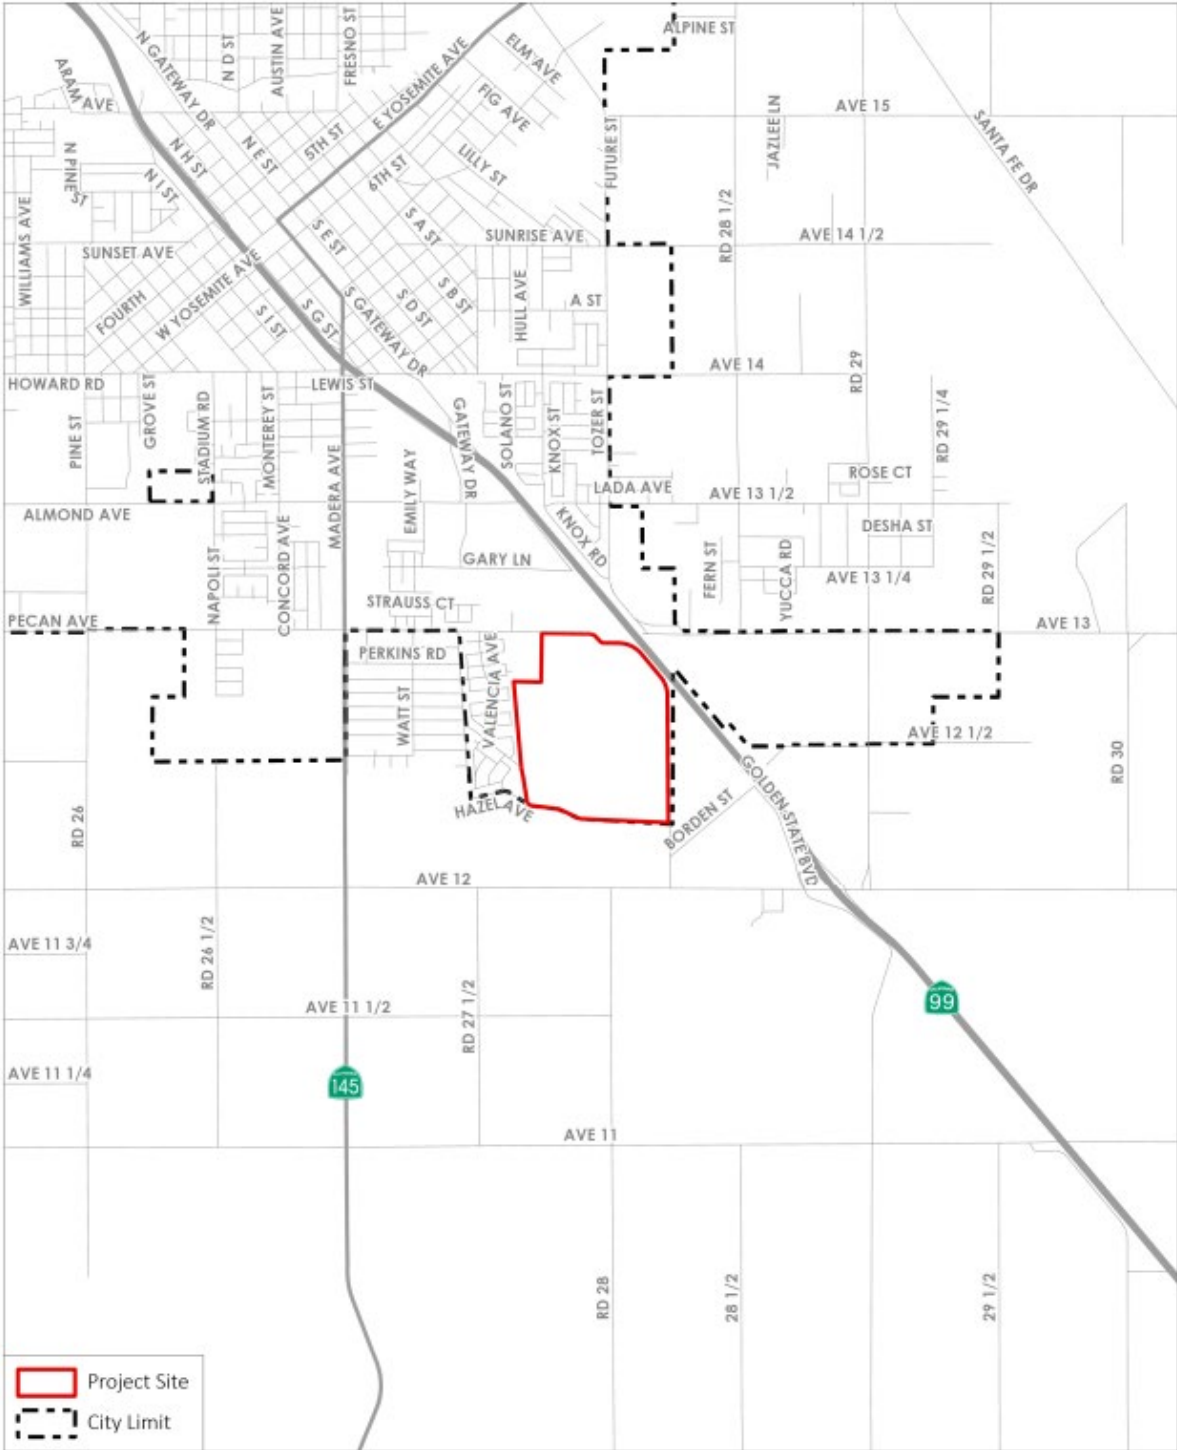 ALPINE ST
ELM AVE
FRESNO ST
AUSTIN AVE
N D ST
N GATEWAY DR
ARAM
AVE
E YOSEMITE AVE
FIG AVE
AVE 15
JAZLEE LN
SANTA FE DR
5TH ST
N E ST
N H ST
FUTURE ST
LILLY ST
6TH ST
N PINE
ST
N I ST
WILLIAMS AVE
S A ST
S E ST
SUNRISE AVE
RD 28 1/2
AVE 14 1/2
SUNSET AVE
W YOSEMITE AVE
FOURTH
S I ST
S G ST
S GATEWAY DR
S D ST
S B ST
HULL AVE
A ST
AVE 14
RD 29
HOWARD RD
LEWIS ST
PINE ST
GROVE ST
STADIUM RD
MONTEREY ST
MADERA AVE
GATEWAY DR
SOLANO ST
KNOX ST
TOZER ST
RD 29 1/4
ROSE CT
LADA AVE
AVE 13 1/2
ALMOND AVE
EMILY WAY
KNOX RD
DESHA ST
NAPOLI ST
CONCORD AVE
GARY LN
FERN ST
YUCCA RD
AVE 13 1/4
RD 29 1/2
STRAUSS CT
PECAN AVE
AVE 13
PERKINS RD
WATT ST
VALENCIA AVE
AVE 12 1/2
RD 30
HAZEL AVE
BORDEN ST
GOLDEN STATE BLVD
RD 26
AVE 12
AVE 11 3/4
RD 26 1/2
AVE 11 1/2
RD 27 1/2
99
AVE 11 1/4
145
AVE 11
RD 28
28 1/2
29 1/2
Project Site
City Limit